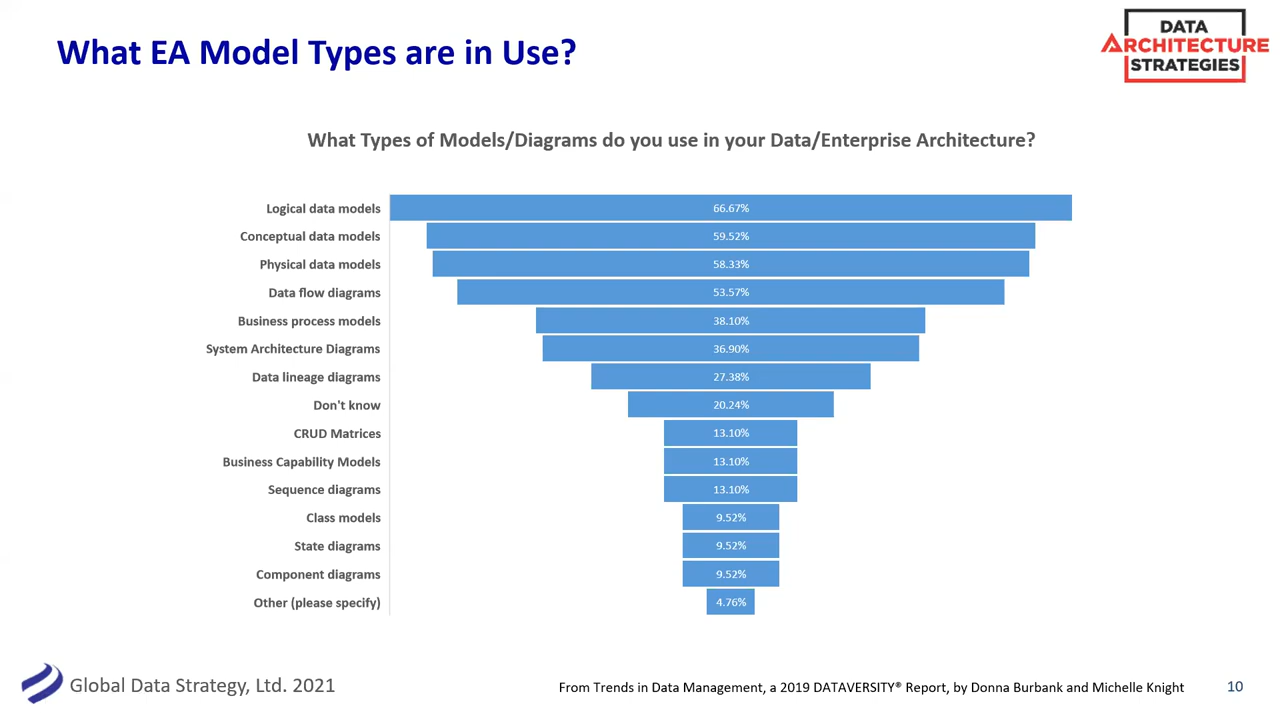 What EA Model Types are in Use?
DATA
ARCHITECTURE
STRATEGIES
What Types of Models/Diagrams do you use in your Data/Enterprise Architecture?
Logical data models 66.67%
Conceptual data models 59.52%
Physical data models 58.33%
Data flow diagrams 53.57%
Business process models 38.10%
System Architecture Diagrams 36.90%
Data lineage diagrams 27.38%
Don't know 20.24%
CRUD Matrices 13.10%
Business Capability Models 13.10%
Sequence diagrams 13.10%
Class models 9.52%
State diagrams 9.52%
Component diagrams 9.52%
Other (please specify) 4.76%
Global Data Strategy, Ltd. 2021
From Trends in Data Management, a 2019 DATAVERSITY® Report, by Donna Burbank and Michelle Knight
10